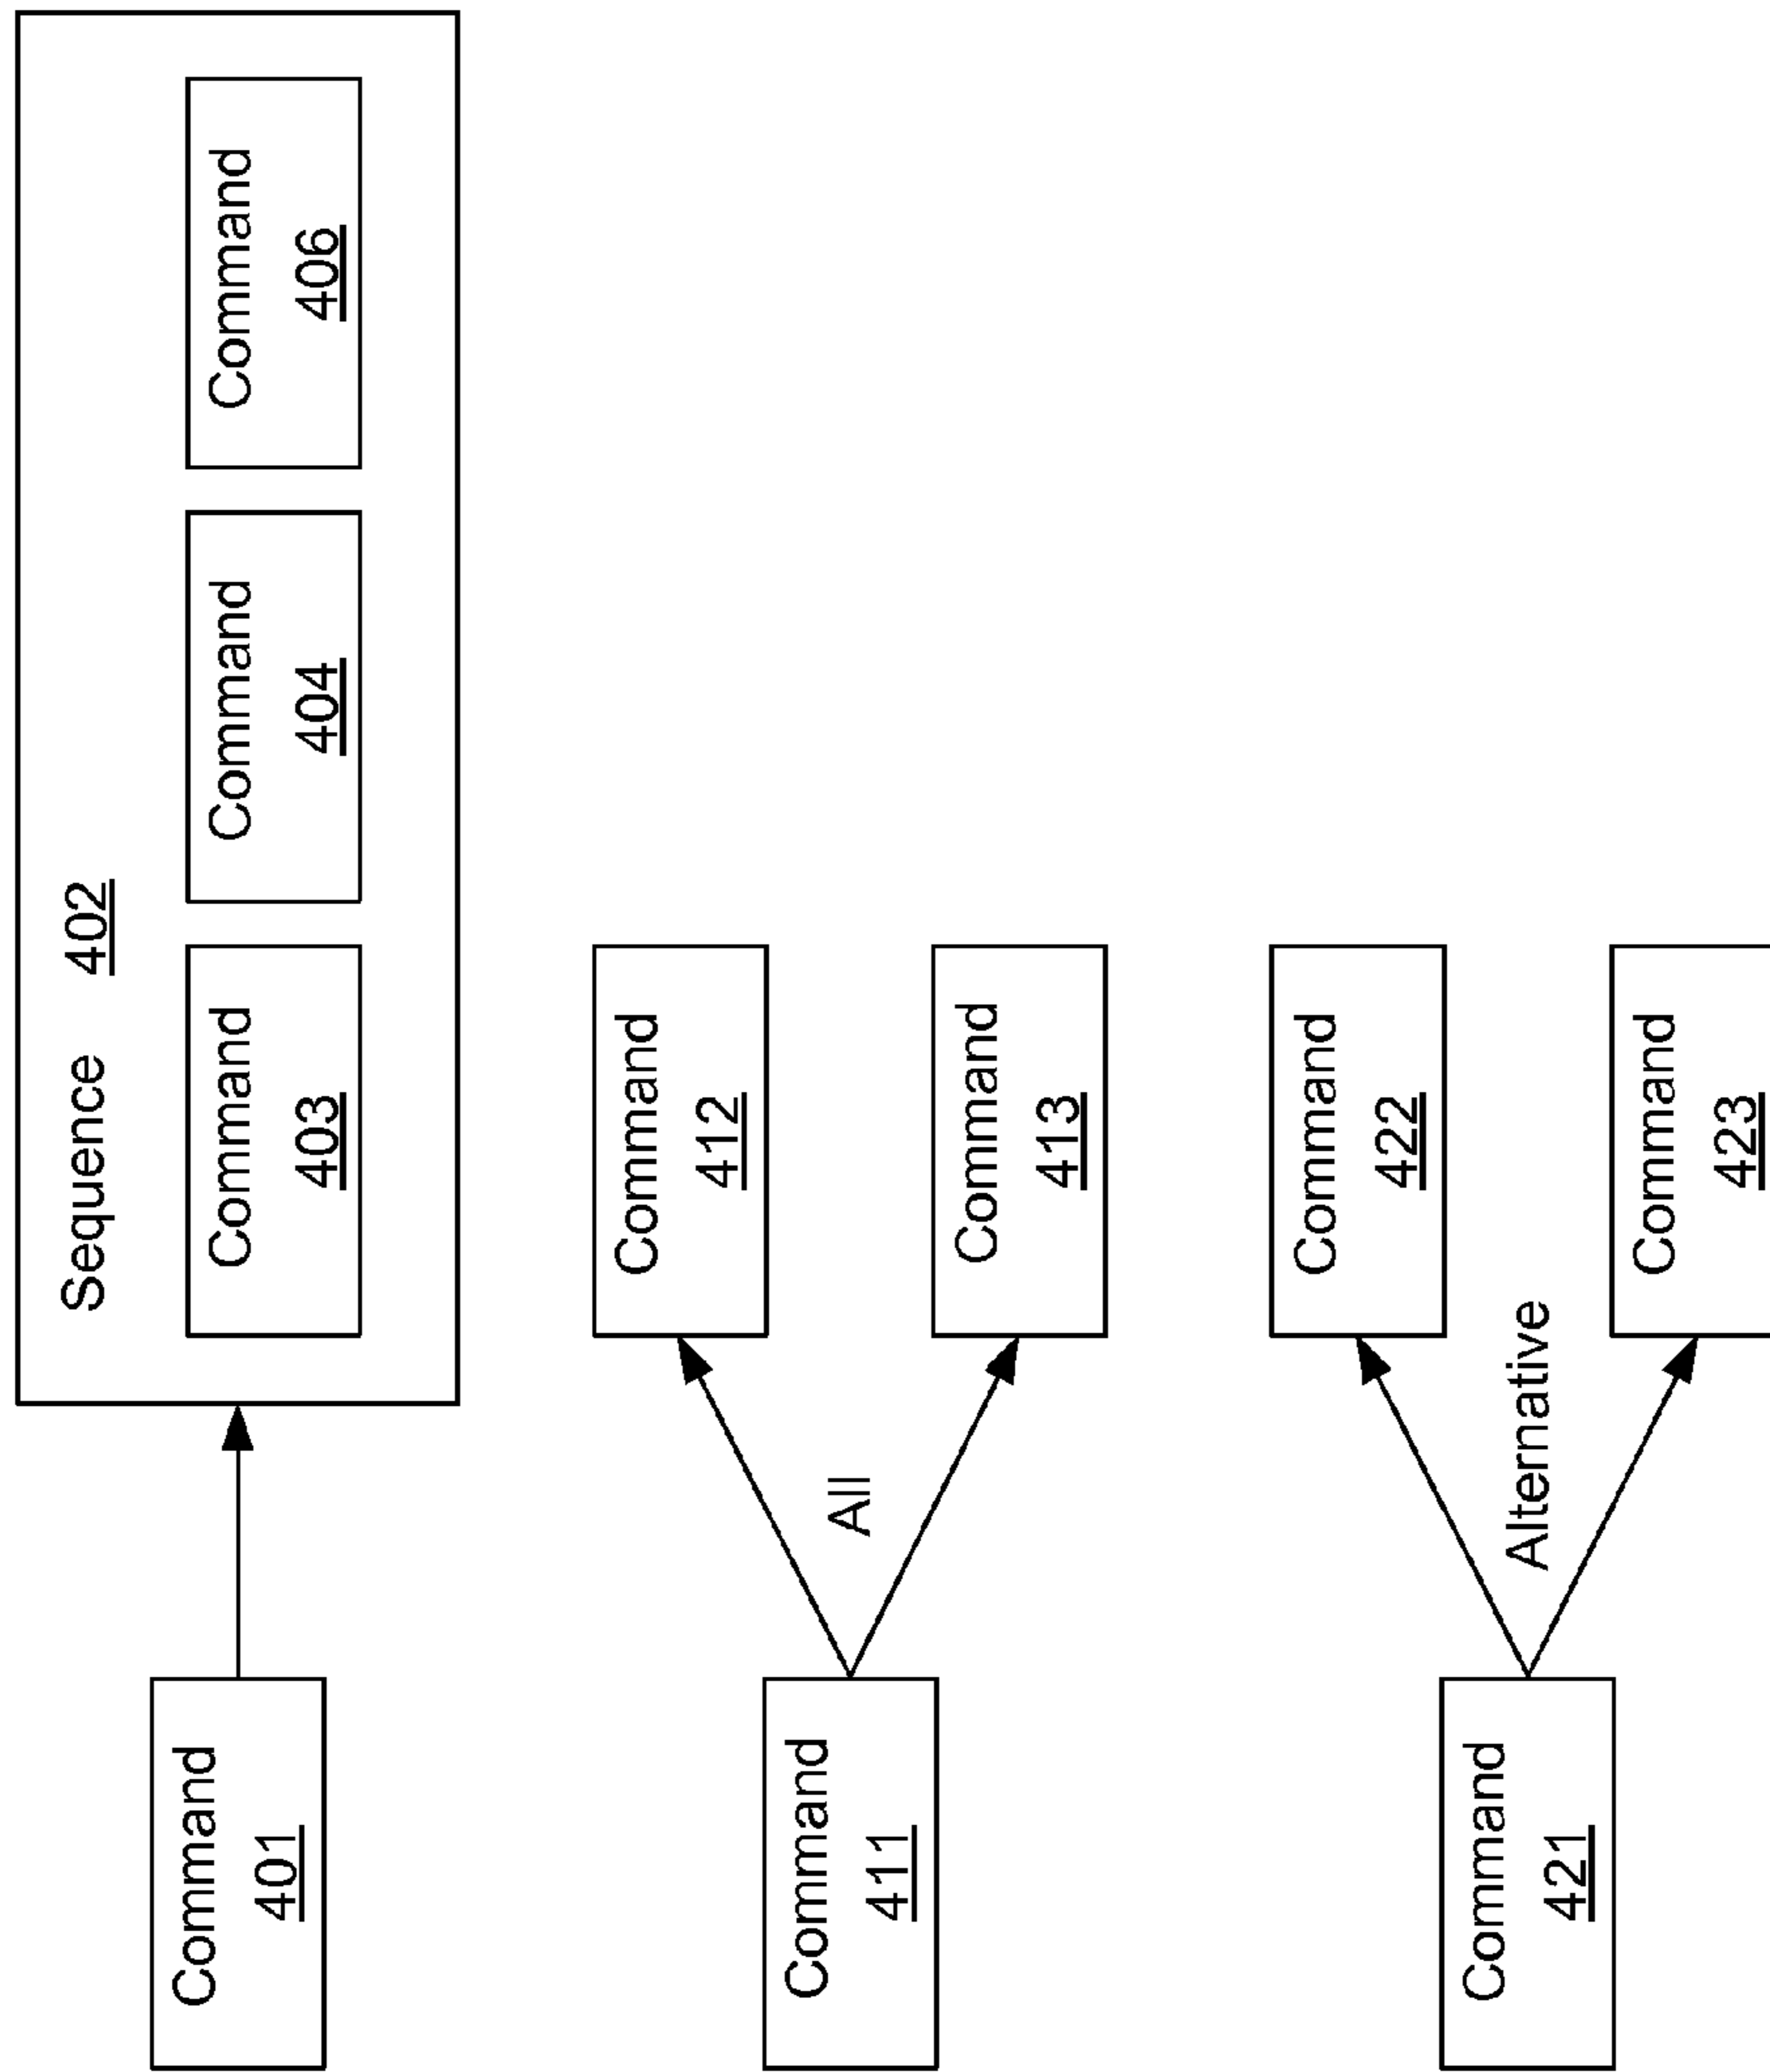 Sequence 402
Command
401
Command
403
Command
404
Command
406
Command
411
All
Command
412
Command
413
Command
421
Alternative
Command
422
Command
423